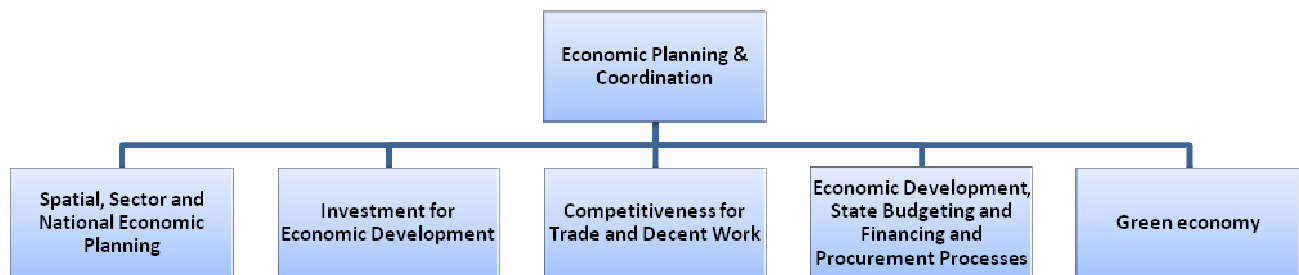 Economic Planning &
Coordination
Spatial, Sector and
National Economic
Planning
Investment for
Economic Development
Competitiveness for
Trade and Decent Work
Economic Development,
State Budgeting and
Financing and
Procurement Processes
Green economy